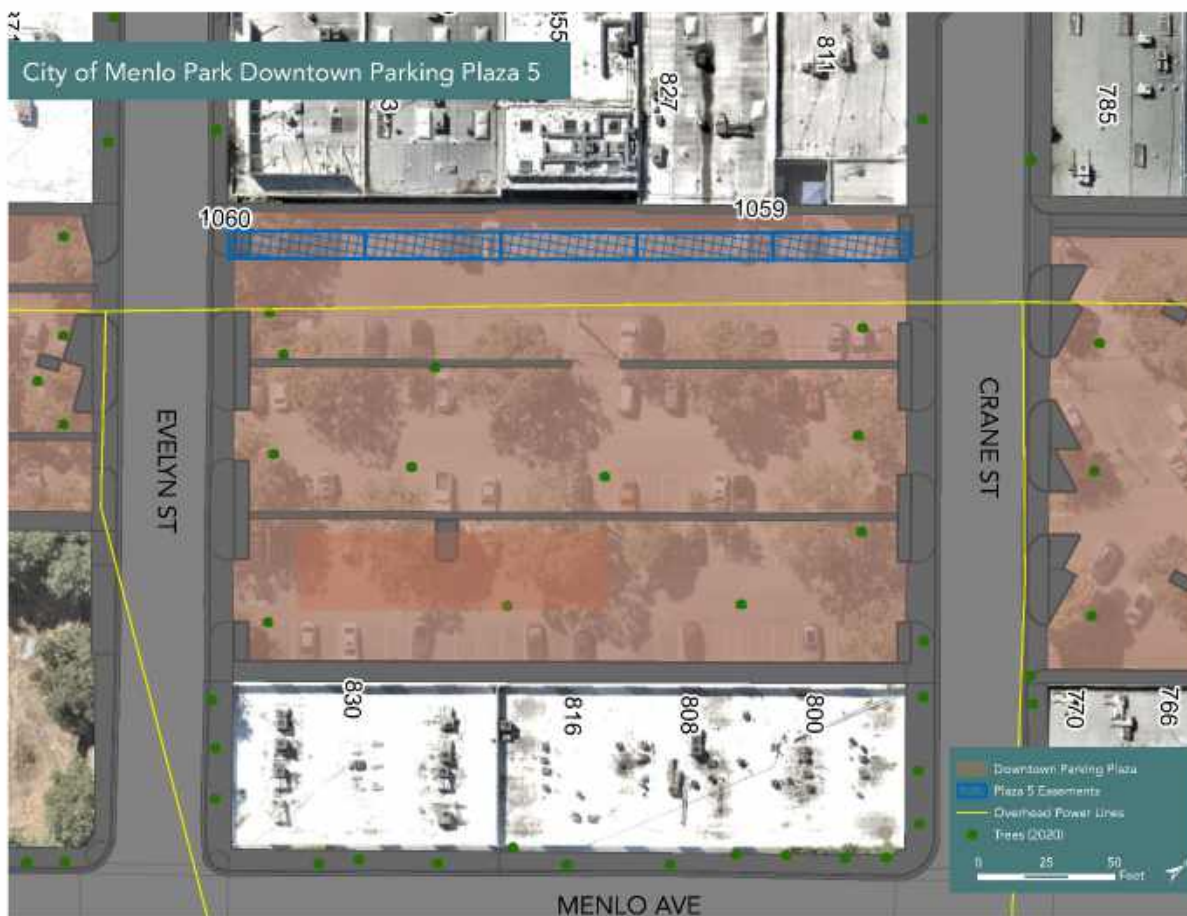 855
City of Menlo Park Downtown Parking Plaza 5
827
811
785
1060
1059
EVELYN ST
CRANE ST
830
816
808
800
770
766
Downtown Parking Plaza
Plaza 5 Easements
Overhead Power Lines
Trees (2020)
0 25 50
Feet
MENLO AVE